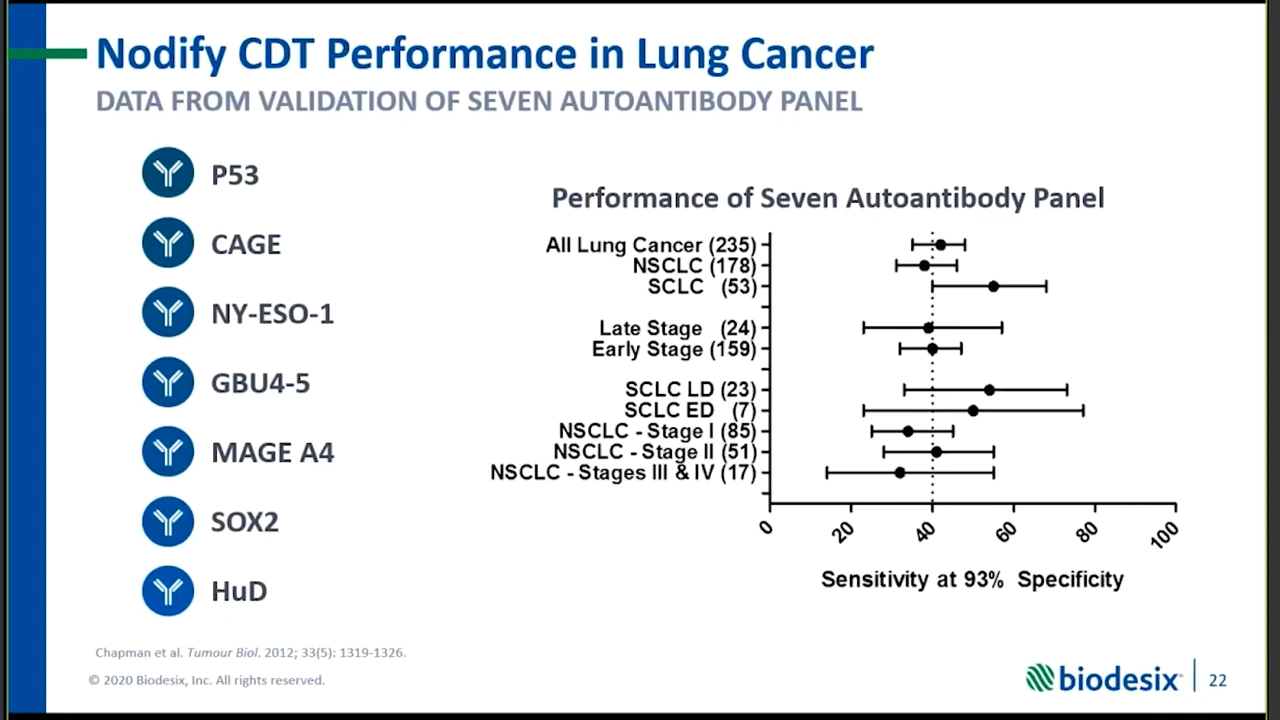 Nodify CDT Performance in Lung Cancer
DATA FROM VALIDATION OF SEVEN AUTOANTIBODY PANEL
P53
CAGE
NY-ESO-1
GBU4-5
MAGE A4
SOX2
HuD
Performance of Seven Autoantibody Panel
All Lung Cancer (235)
NSCLC (178)
SCLC (53)
Late Stage (24)
Early Stage (159)
SCLC LD (23)
SCLC ED (7)
NSCLC - Stage I (85)
NSCLC - Stage II (51)
NSCLC - Stages III & IV (17)
0 20 40 60 80 100
Sensitivity at 93% Specificity
Chapman et al. Tumour Biol. 2012; 33(5): 1319-1326.
© 2020 Biodesix, Inc. All rights reserved.
biodesix
22